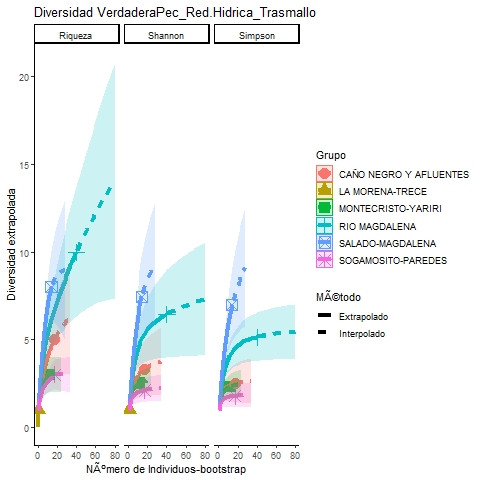 Diversidad VerdaderaPec_Red.Hidrica_Trasmallo
Riqueza
Shannon
Simpson
20
15
10
5
0
Diversidad extrapolada
0 20 40 60 80
0 20 40 60 80
0 20 40 60 80
NÃºmero de Individuos-bootstrap
Grupo
CAÑO NEGRO Y AFLUENTES
LA MORENA-TRECE
MONTECRISTO-YARIRI
RIO MAGDALENA
SALADO-MAGDALENA
SOGAMOSITO-PAREDES
MÃ©todo
Extrapolado
Interpolado